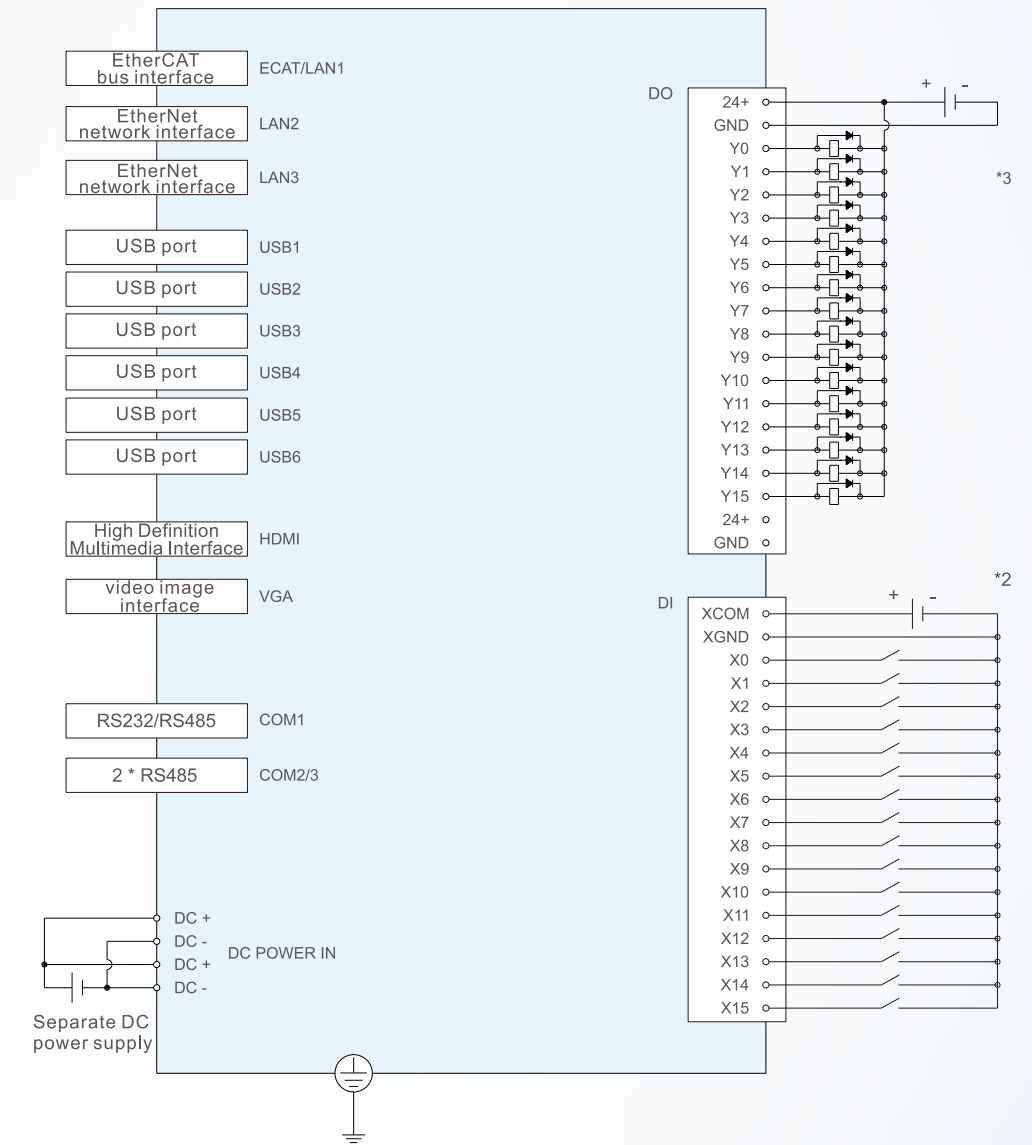 EtherCAT
bus interface
ECAT/LAN1
EtherNet
network interface
LAN2
EtherNet
network interface
LAN3
USB port
USB1
USB port
USB2
USB port
USB3
USB port
USB4
USB port
USB5
USB port
USB6
High Definition
Multimedia Interface
HDMI
video image
interface
VGA
RS232/RS485
COM1
2 * RS485
COM2/3
DC +
DC -
DC +
DC -
DC POWER IN
Separate DC
power supply
DO
24+
GND
Y0
Y1
Y2
Y3
Y4
Y5
Y6
Y7
Y8
Y9
Y10
Y11
Y12
Y13
Y14
Y15
24+
GND
+ -
*3
DI
XCOM
XGND
X0
X1
X2
X3
X4
X5
X6
X7
X8
X9
X10
X11
X12
X13
X14
X15
+ -
*2